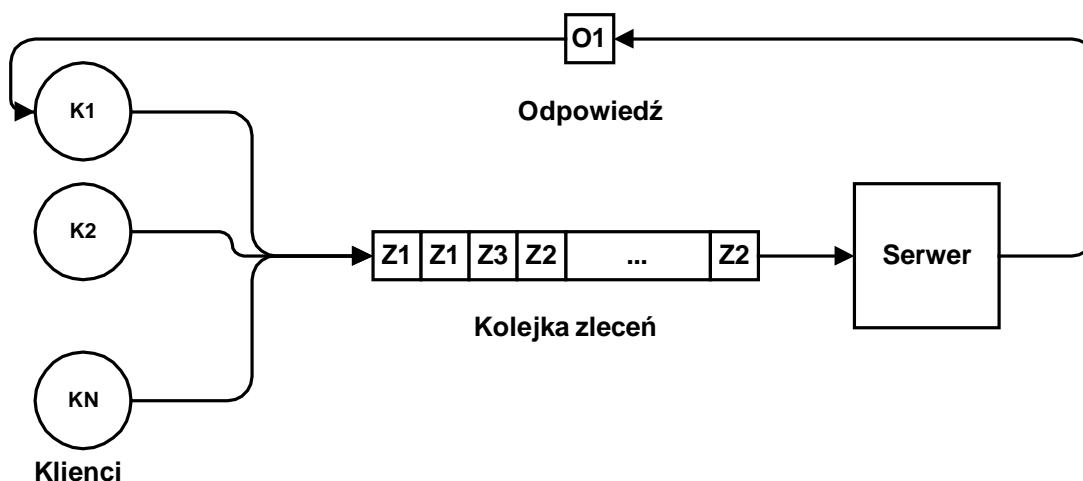 O1
Odpowiedź
K1
K2
Z1 Z1 Z3 Z2 ... Z2
Serwer
Kolejka zleceń
KN
Klienci